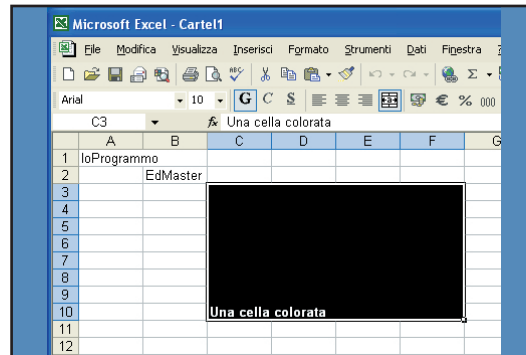 Microsoft Excel - Cartel1
File Modifica Visualizza Inserisci Formato Strumenti Dati Finestra ?
Arial 10 G C S € % 000
C3 fx Una cella colorata
A B C D E F G
1 IoProgrammo
2 EdMaster
3
4
5
6
7
8
9
10 Una cella colorata
11
12